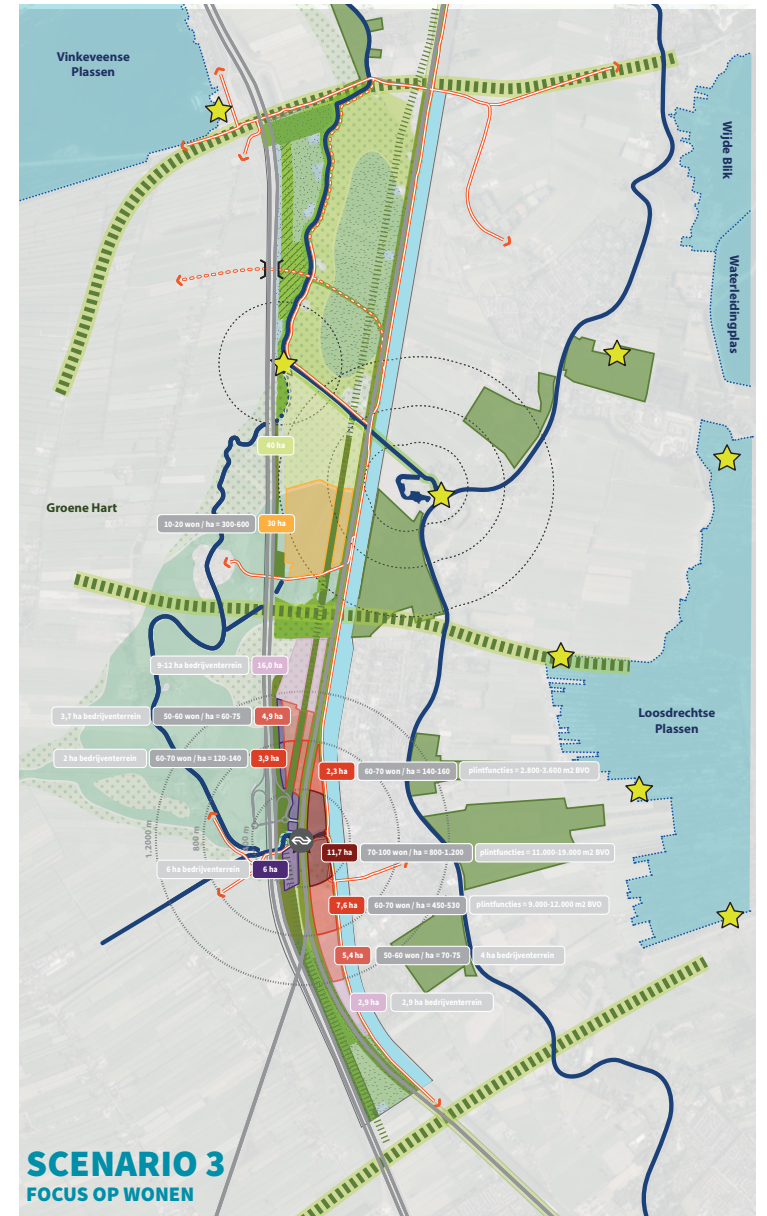 Vinkeveense
Plassen
Wijde Blik
Waterleidingplas
40 ha
Groene Hart
10-20 won / ha = 300-600
30 ha
9-12 ha bedrijventerrein
16,0 ha
3,7 ha bedrijventerrein
50-60 won / ha = 60-75
4,9 ha
Loosdrechtse
Plassen
2 ha bedrijventerrein
60-70 won / ha = 120-140
3,9 ha
2,3 ha
60-70 won / ha = 140-160
plintfuncties = 2.800-3.600 m2 BVO
1.2000 m
800 m
11,7 ha
70-100 won / ha = 800-1.200
plintfuncties = 11.000-19.000 m2 BVO
6 ha bedrijventerrein
6 ha
7,6 ha
60-70 won / ha = 450-530
plintfuncties = 9.000-12.000 m2 BVO
5,4 ha
50-60 won / ha = 70-75
4 ha bedrijventerrein
2,9 ha
2,9 ha bedrijventerrein
SCENARIO 3
FOCUS OP WONEN